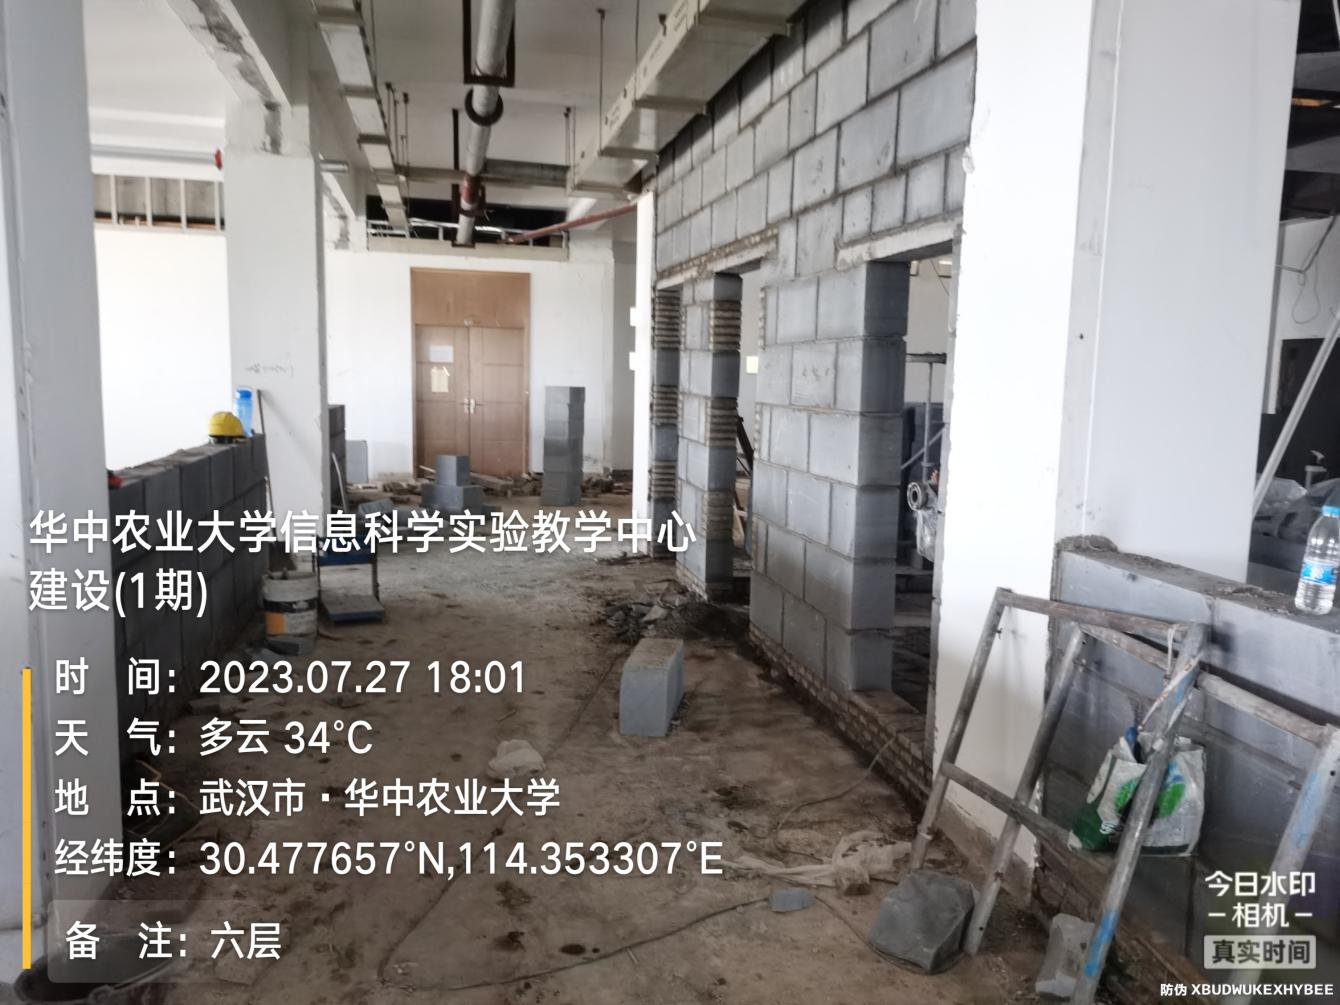 华中农业大学信息科学实验教学中心
建设(1期)
时 间：2023.07.27 18:01
天 气：多云 34℃
地 点：武汉市·华中农业大学
经纬度：30.477657°N,114.353307°E
备 注：六层
今日水印
-相机-
真实时间
防伪 XBUDWUKEXHYBEE